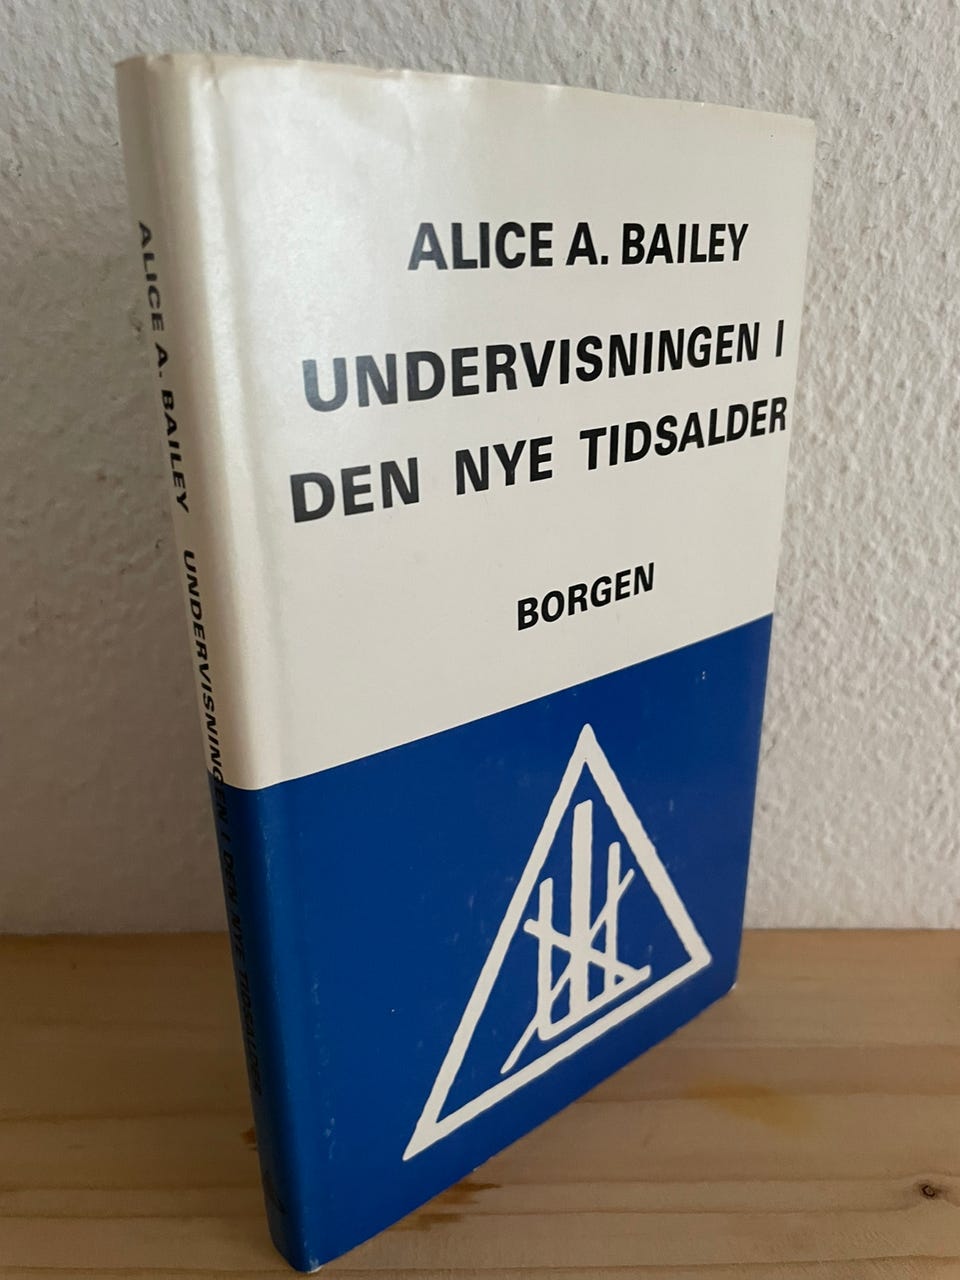 ALICE A. BAILEY
UNDERVISNINGEN I
DEN NYE TIDSALDER
BORGEN
ALICE A. BAILEY UNDERVISNINGEN I DEN NYE TIDSALDER